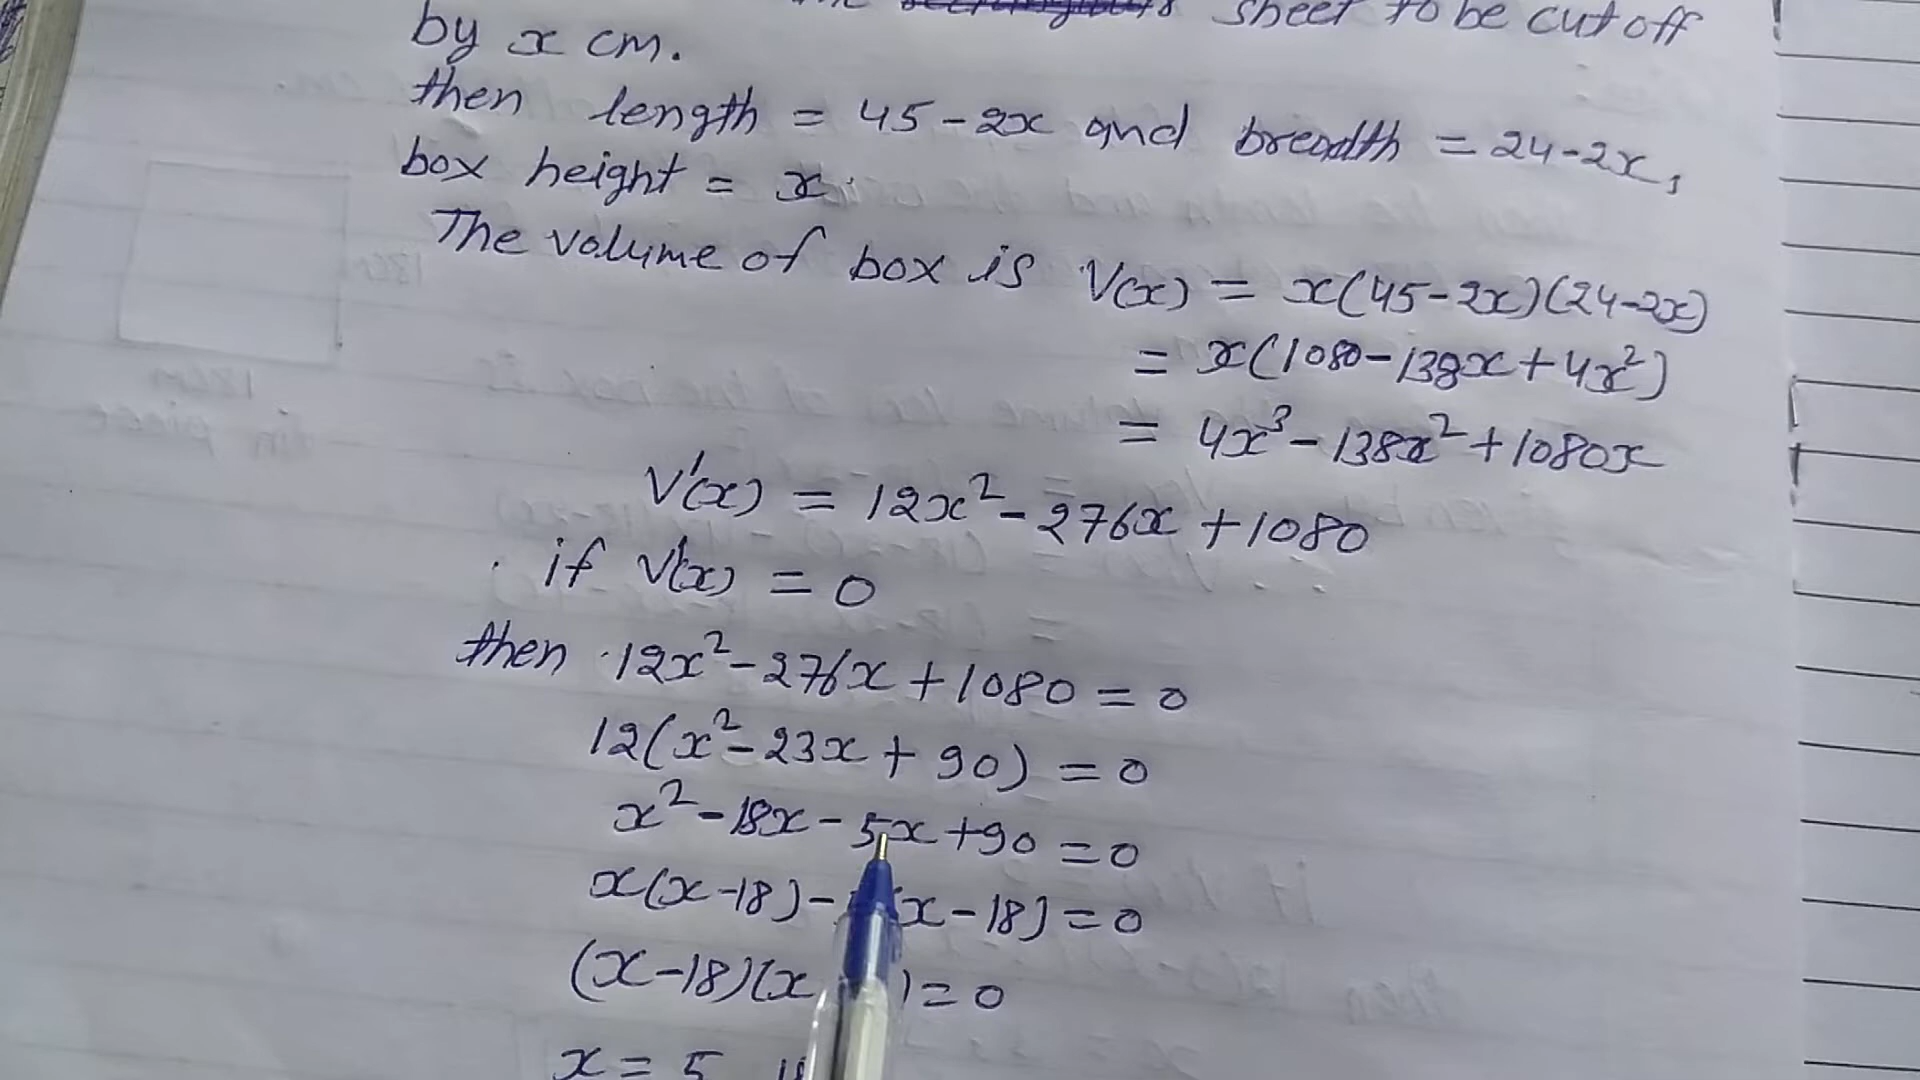 sheet to be cut off
by x cm.
then length = 45-2x and breadth = 24-2x,
box height = x.
The volume of box is V(x) = x(45-2x)(24-2x)
= x(1080-138x+4x²)
= 4x³-138x²+1080x
V'(x) = 12x²-276x+1080
if V'(x) = 0
then 12x²-276x+1080 = 0
12(x²-23x+90) = 0
x²-18x-5x+90 = 0
x(x-18)- (x-18) = 0
(x-18)(x )=0
x = 5